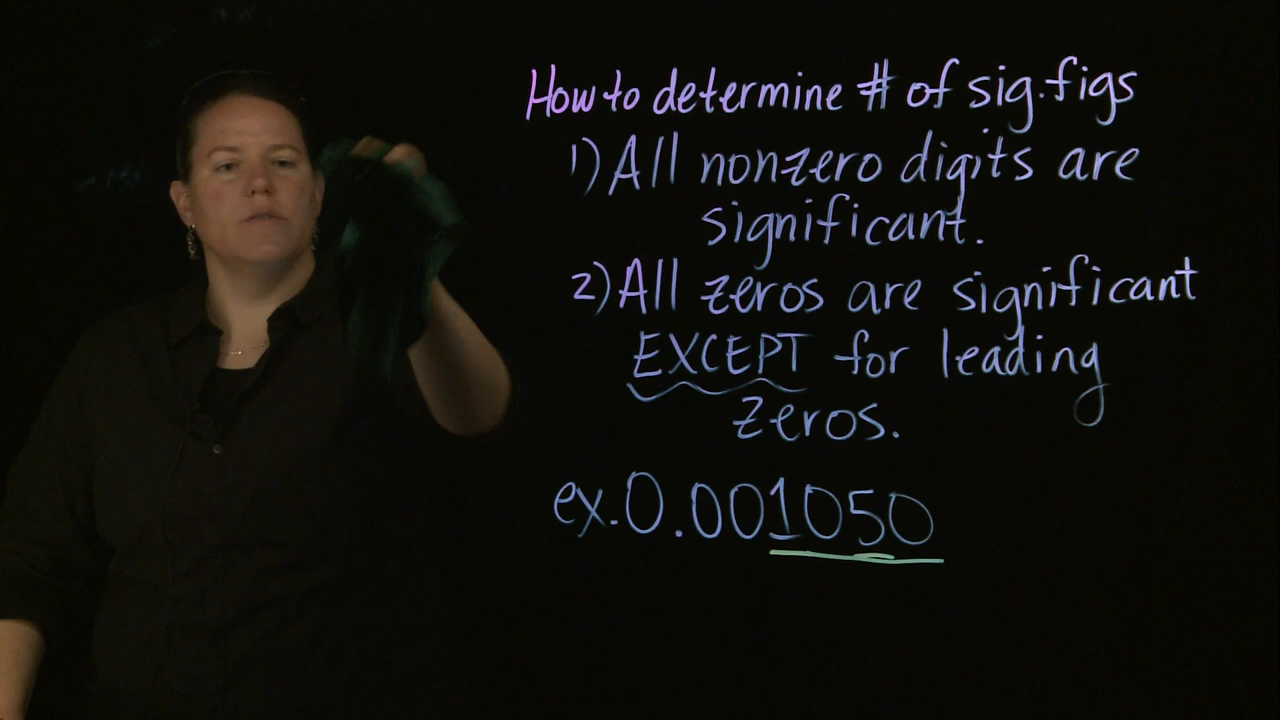 How to determine # of sig.figs
1) All nonzero digits are
significant.
2) All zeros are significant
EXCEPT for leading
zeros.
ex. 0.001050